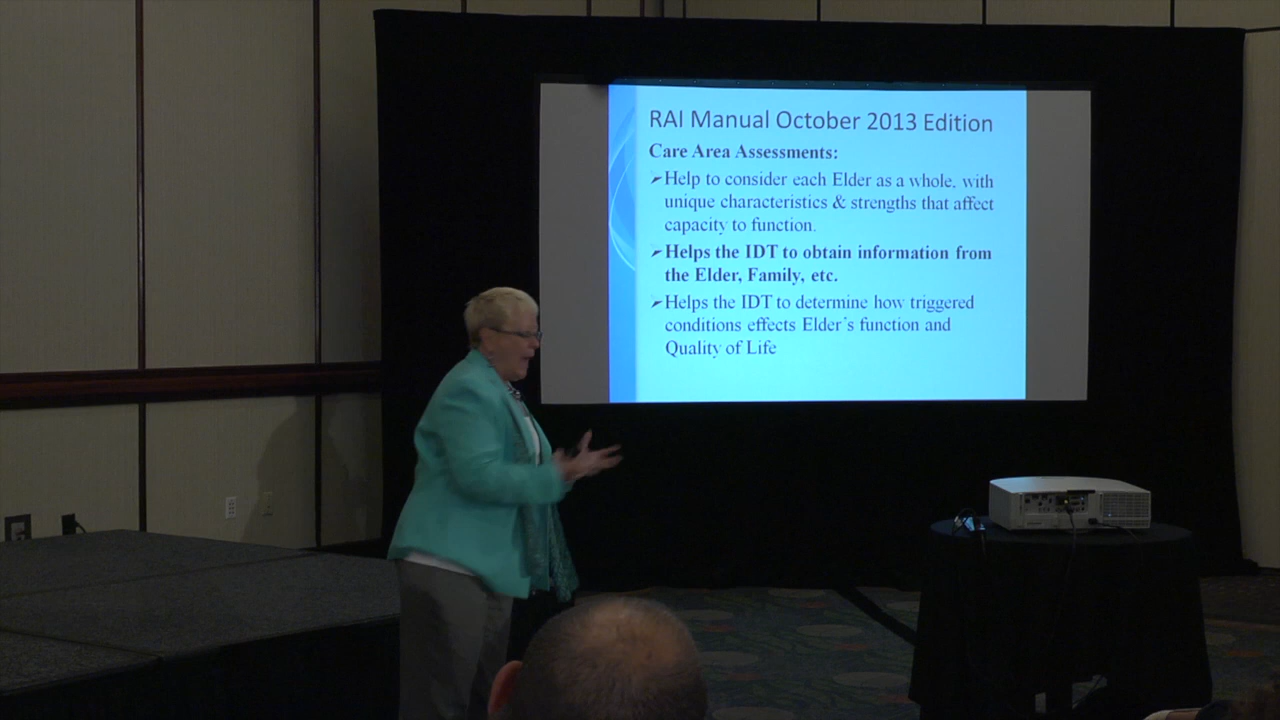 RAI Manual October 2013 Edition
Care Area Assessments:
➢Help to consider each Elder as a whole, with
unique characteristics & strengths that affect
capacity to function.
➢Helps the IDT to obtain information from
the Elder, Family, etc.
➢Helps the IDT to determine how triggered
conditions effects Elder's function and
Quality of Life